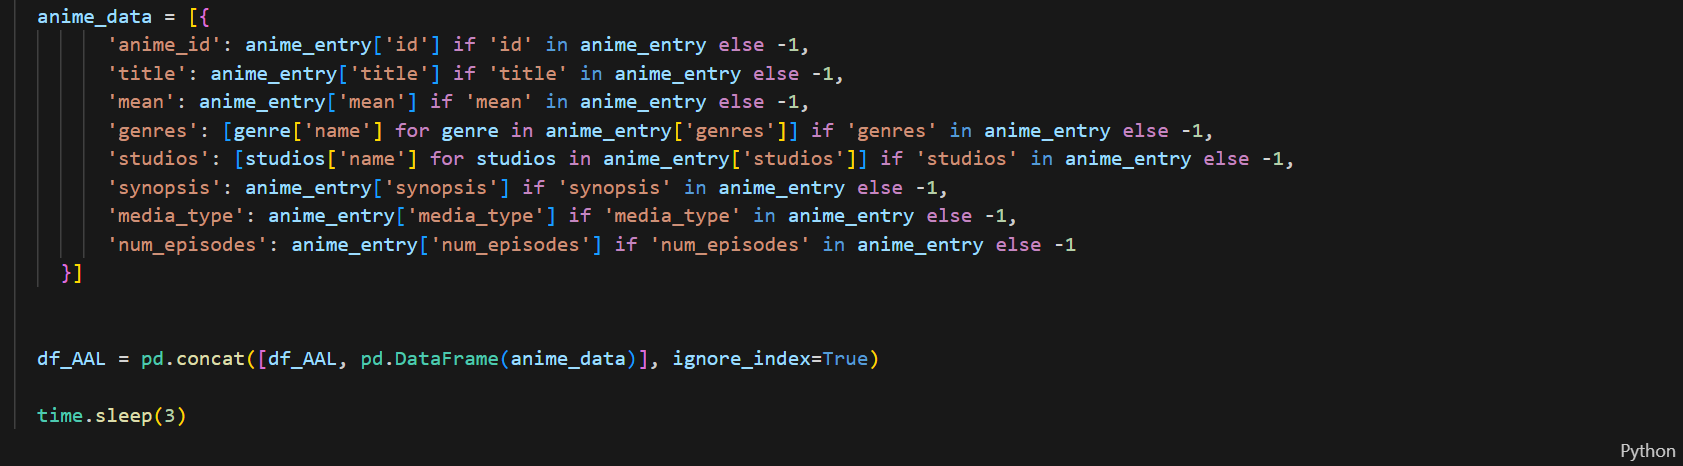 anime_data = [{
'anime_id': anime_entry['id'] if 'id' in anime_entry else -1,
'title': anime_entry['title'] if 'title' in anime_entry else -1,
'mean': anime_entry['mean'] if 'mean' in anime_entry else -1,
'genres': [genre['name'] for genre in anime_entry['genres']] if 'genres' in anime_entry else -1,
'studios': [studios['name'] for studios in anime_entry['studios']] if 'studios' in anime_entry else -1,
'synopsis': anime_entry['synopsis'] if 'synopsis' in anime_entry else -1,
'media_type': anime_entry['media_type'] if 'media_type' in anime_entry else -1,
'num_episodes': anime_entry['num_episodes'] if 'num_episodes' in anime_entry else -1
}]
df_AAL = pd.concat([df_AAL, pd.DataFrame(anime_data)], ignore_index=True)
time.sleep(3)
Python